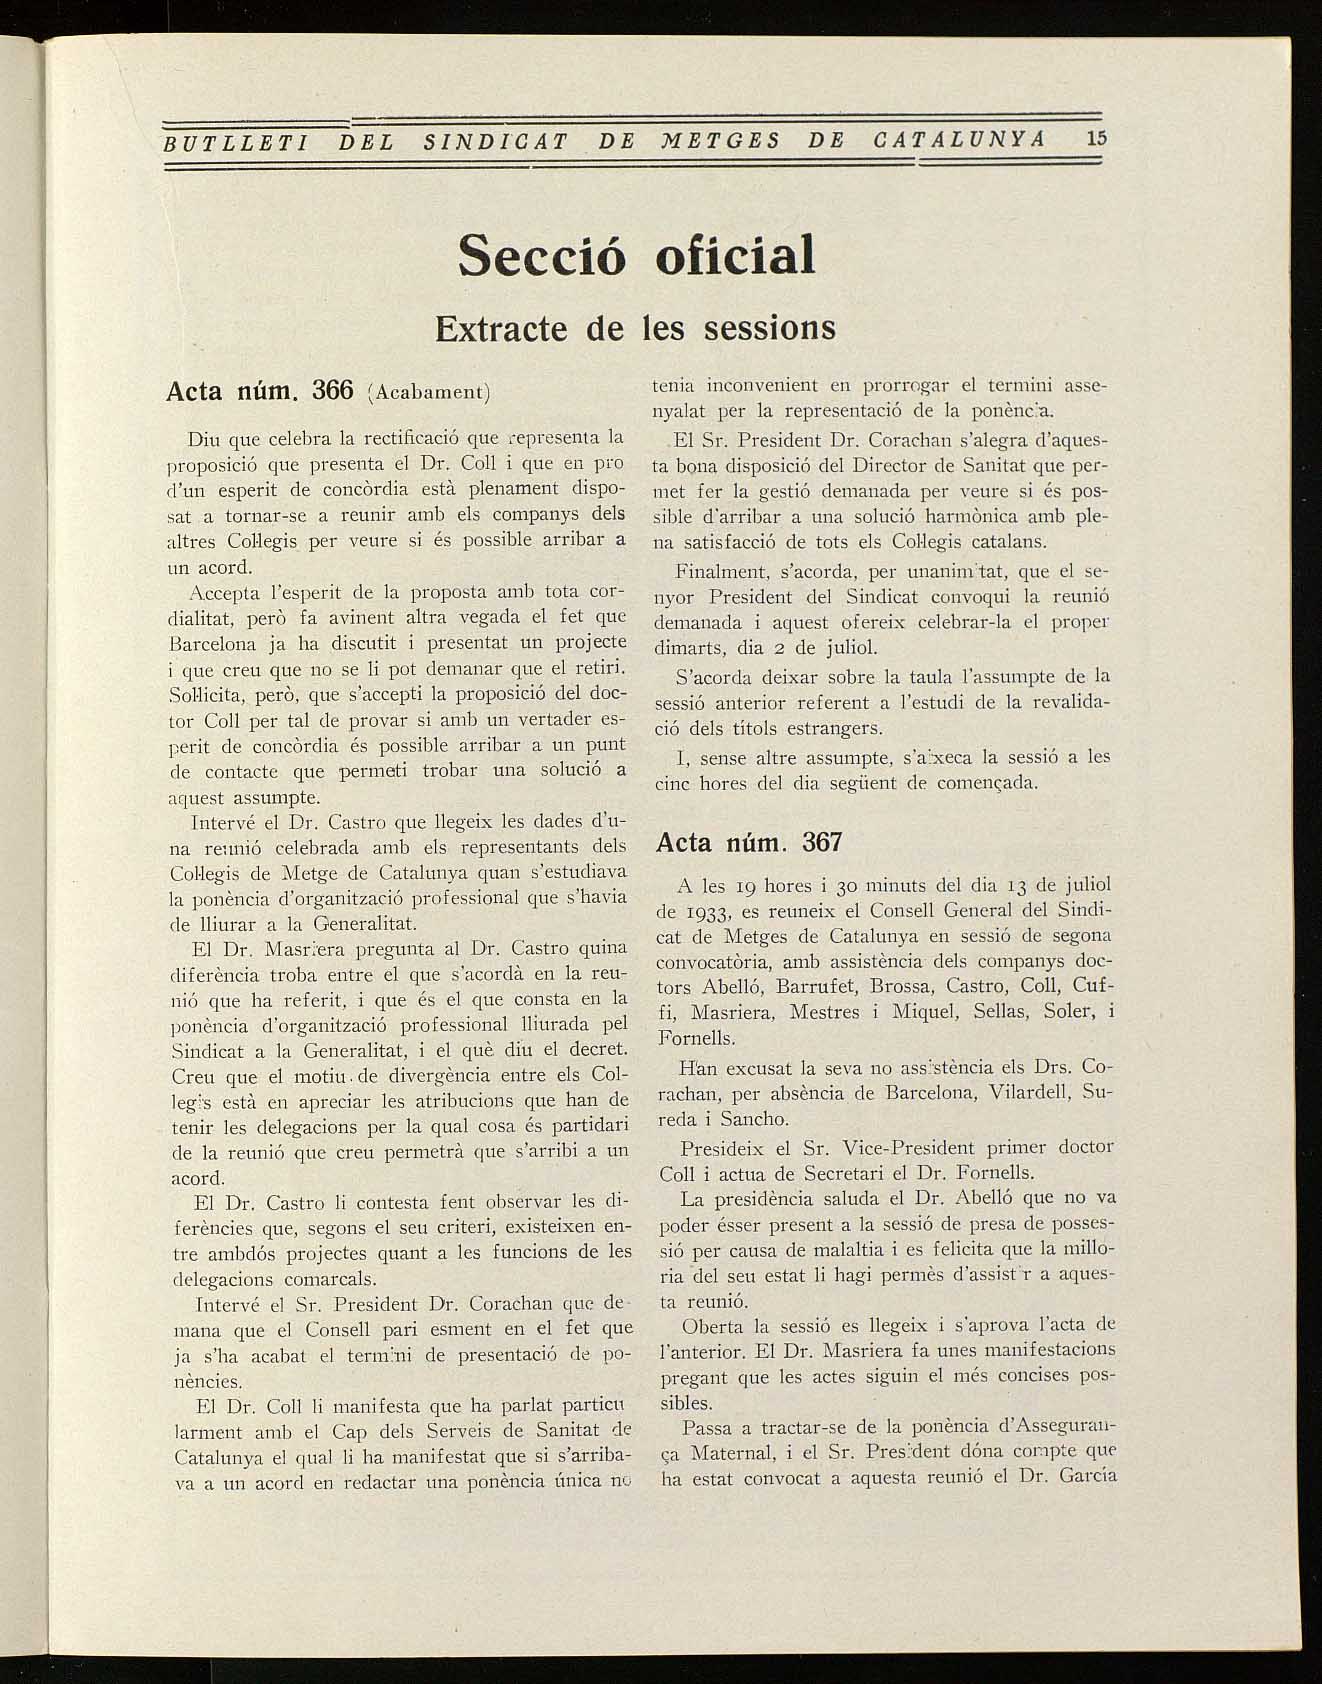 BUTLLETI DEL SINDICAT DE METGES DE CATALUNYA 15
Secció oficial
Extracte de les sessions
Acta núm. 366 (Acabament)
Diu que celebra la rectificació que representa la
proposició que presenta el Dr. Coll i que en pro
d'un esperit de concòrdia està plenament dispo-
sat a tornar-se a reunir amb els companys dels
altres Col·legis per veure si és possible arribar a
un acord.
Accepta l'esperit de la proposta amb tota cor-
dialitat, però fa avinent altra vegada el fet que
Barcelona ja ha discutit i presentat un projecte
i que creu que no se li pot demanar que el retiri.
Sol·licita, però, que s'accepti la proposició del doc-
tor Coll per tal de provar si amb un vertader es-
perit de concòrdia és possible arribar a un punt
de contacte que permeti trobar una solució a
aquest assumpte.
Intervé el Dr. Castro que llegeix les dades d'u-
na reunió celebrada amb els representants dels
Col·legis de Metge de Catalunya quan s'estudiava
la ponència d'organització professional que s'havia
de lliurar a la Generalitat.
El Dr. Masriera pregunta al Dr. Castro quina
diferència troba entre el que s'acordà en la reu-
nió que ha referit, i que és el que consta en la
ponència d'organització professional lliurada pel
Sindicat a la Generalitat, i el què diu el decret.
Creu que el motiu de divergència entre els Col-
legis està en apreciar les atribucions que han de
tenir les delegacions per la qual cosa és partidari
de la reunió que creu permetrà que s'arribi a un
acord.
El Dr. Castro li contesta fent observar les di-
ferències que, segons el seu criteri, existeixen en-
tre ambdós projectes quant a les funcions de les
delegacions comarcals.
Intervé el Sr. President Dr. Corachan que de-
mana que el Consell pari esment en el fet que
ja s'ha acabat el termini de presentació de po-
nències.
El Dr. Coll li manifesta que ha parlat particu
larment amb el Cap dels Serveis de Sanitat de
Catalunya el qual li ha manifestat que si s'arriba-
va a un acord en redactar una ponència única no
tenia inconvenient en prorrogar el termini asse-
nyalat per la representació de la ponència.
El Sr. President Dr. Corachan s'alegra d'aques-
ta bona disposició del Director de Sanitat que per-
met fer la gestió demanada per veure si és pos-
sible d'arribar a una solució harmònica amb ple-
na satisfacció de tots els Col·legis catalans.
Finalment, s'acorda, per unanimitat, que el se-
nyor President del Sindicat convoqui la reunió
demanada i aquest ofereix celebrar-la el proper
dimarts, dia 2 de juliol.
S'acorda deixar sobre la taula l'assumpte de la
sessió anterior referent a l'estudi de la revalida-
ció dels títols estrangers.
I, sense altre assumpte, s'aixeca la sessió a les
cinc hores del dia següent de començada.
Acta núm. 367
A les 19 hores i 30 minuts del dia 13 de juliol
de 1933, es reuneix el Consell General del Sindi-
cat de Metges de Catalunya en sessió de segona
convocatòria, amb assistència dels companys doc-
tors Abelló, Barrufet, Brossa, Castro, Coll, Cuf-
fi, Masriera, Mestres i Miquel, Sellas, Soler, i
Fornells.
Han excusat la seva no assistència els Drs. Co-
rachan, per absència de Barcelona, Vilardell, Su-
reda i Sancho.
Presideix el Sr. Vice-President primer doctor
Coll i actua de Secretari el Dr. Fornells.
La presidència saluda el Dr. Abelló que no va
poder ésser present a la sessió de presa de posses-
sió per causa de malaltia i es felicita que la millo-
ria del seu estat li hagi permès d'assistir a aques-
ta reunió.
Oberta la sessió es llegeix i s'aprova l'acta de
l'anterior. El Dr. Masriera fa unes manifestacions
pregant que les actes siguin el més concises pos-
sibles.
Passa a tractar-se de la ponència d'Asseguran-
ça Maternal, i el Sr. President dóna compte que
ha estat convocat a aquesta reunió el Dr. García